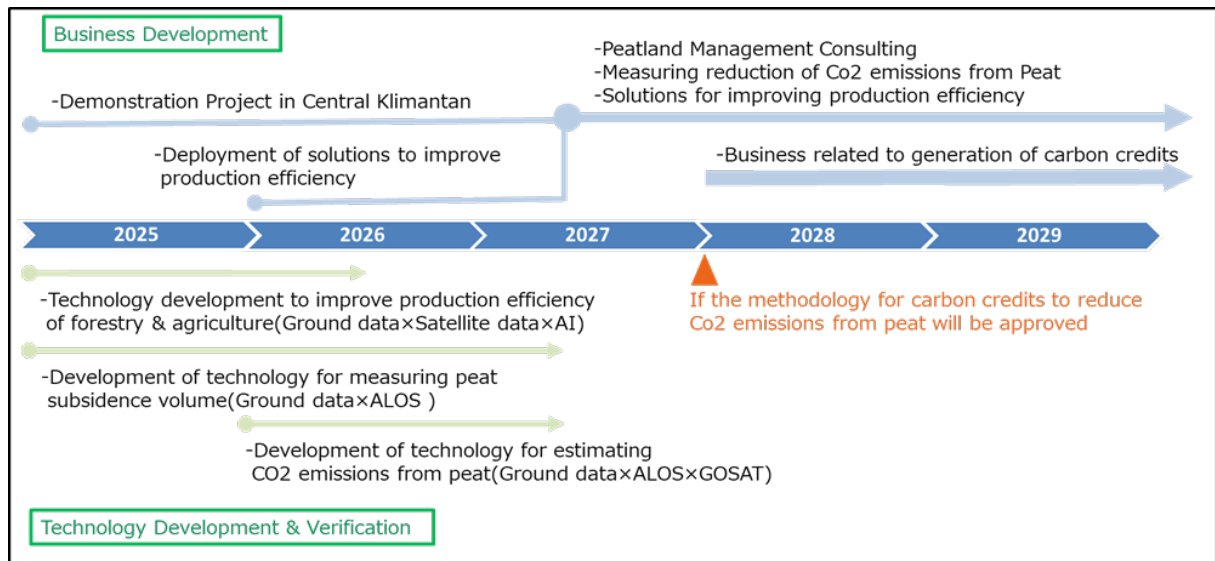 Business Development
-Peatland Management Consulting
-Measuring reduction of Co2 emissions from Peat
-Solutions for improving production efficiency
-Demonstration Project in Central Klimantan
-Deployment of solutions to improve
production efficiency
-Business related to generation of carbon credits
2025 2026 2027 2028 2029
-Technology development to improve production efficiency
of forestry & agriculture(Ground data×Satellite data×AI)
If the methodology for carbon credits to reduce
Co2 emissions from peat will be approved
-Development of technology for measuring peat
subsidence volume(Ground data×ALOS )
-Development of technology for estimating
CO2 emissions from peat(Ground data×ALOS×GOSAT)
Technology Development & Verification